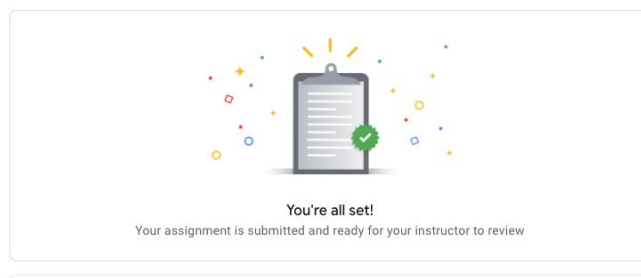 You're all set!
Your assignment is submitted and ready for your instructor to review